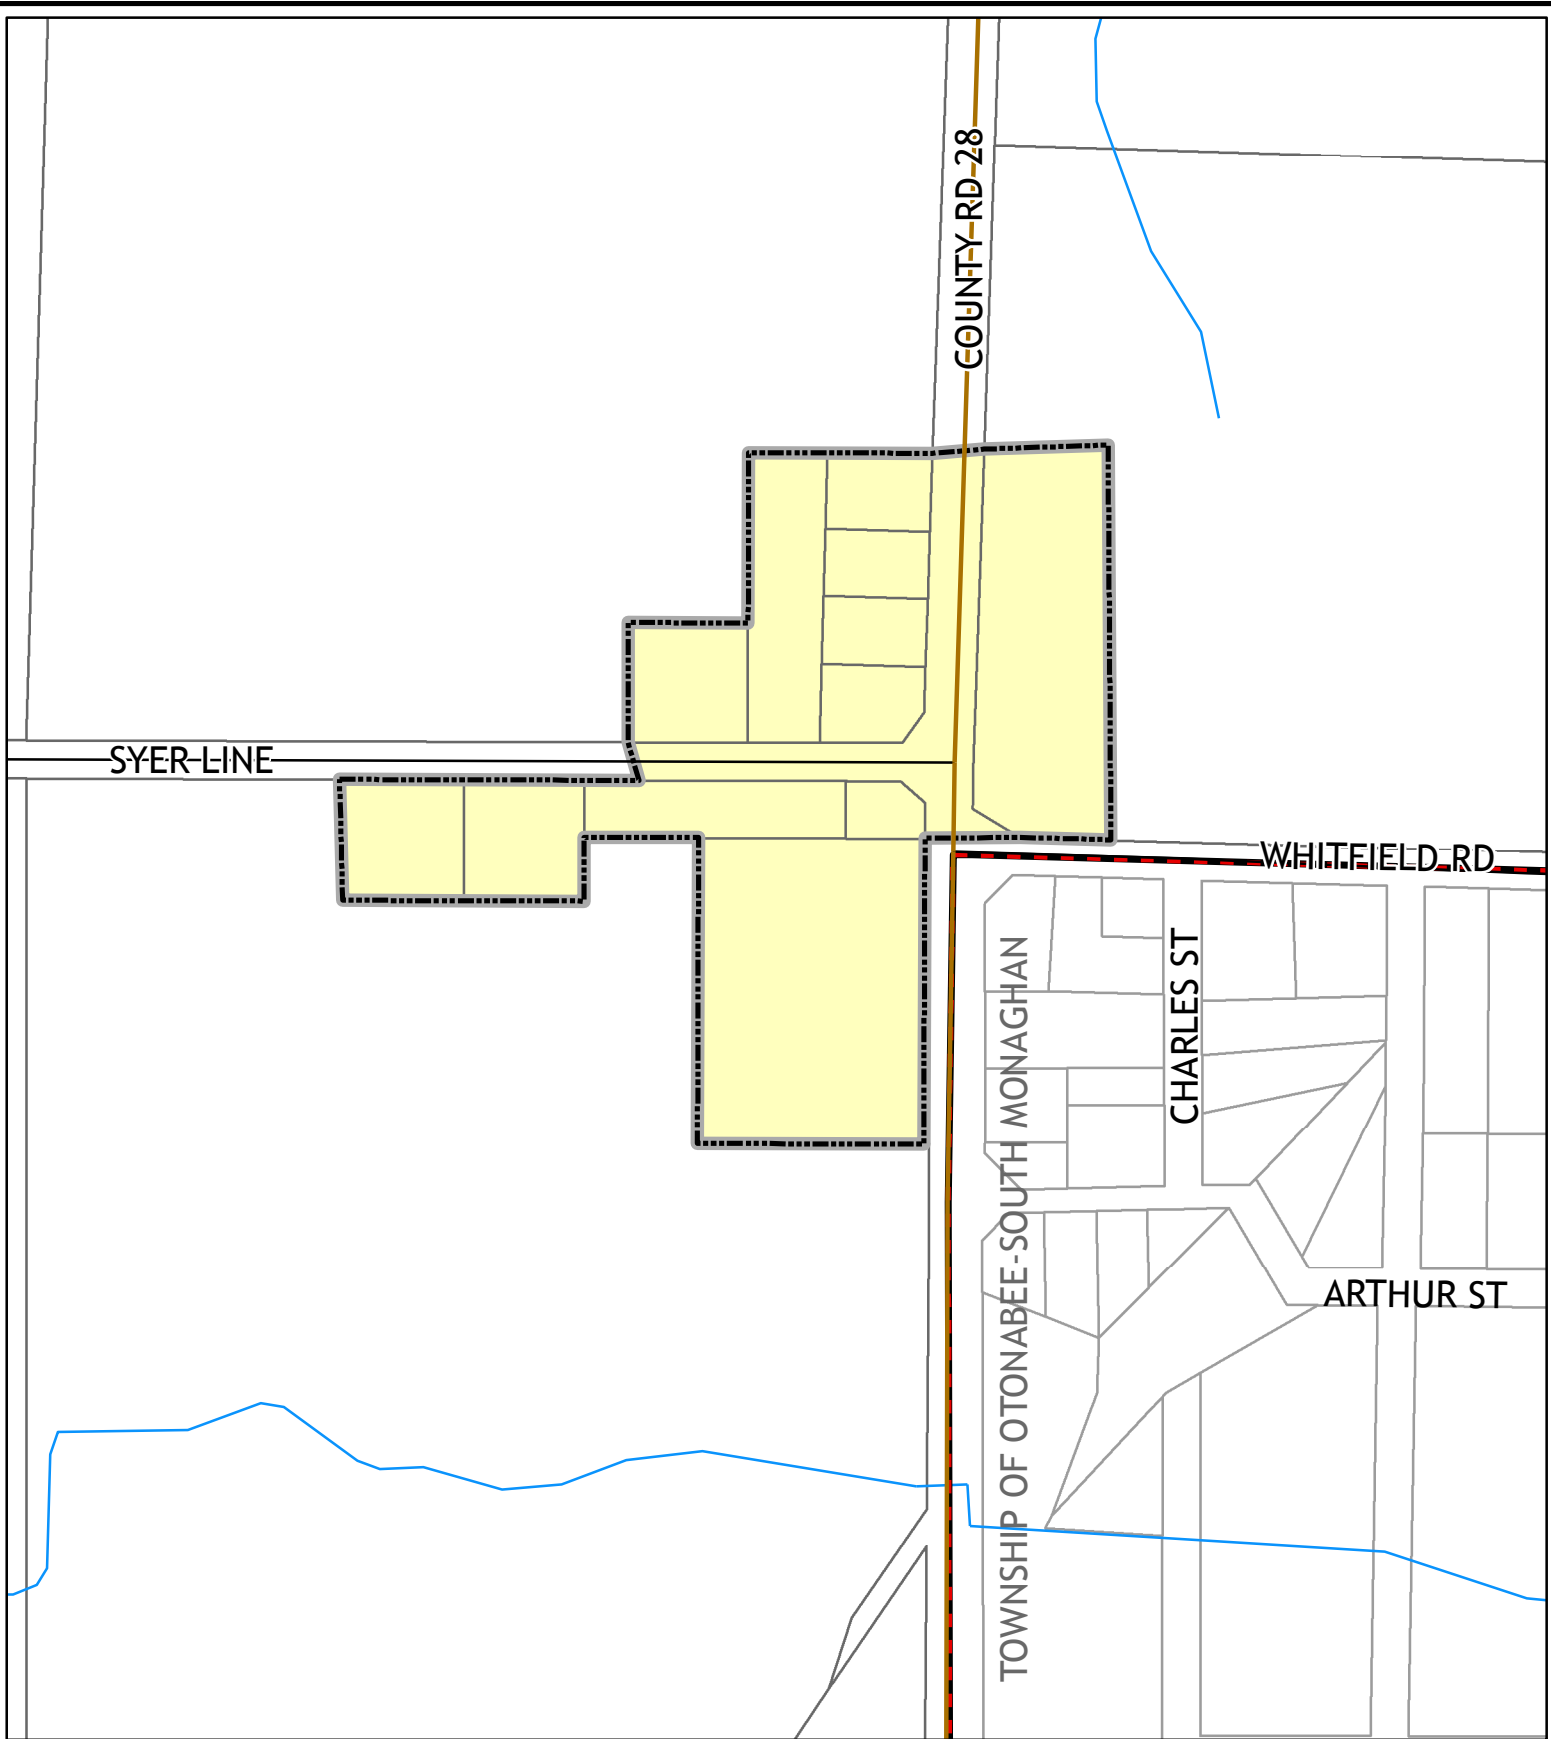 COUNTY RD 28
SYER LINE
WHITFIELD RD
CHARLES ST
TOWNSHIP OF OTONABEE-SOUTH MONAGHAN
ARTHUR ST